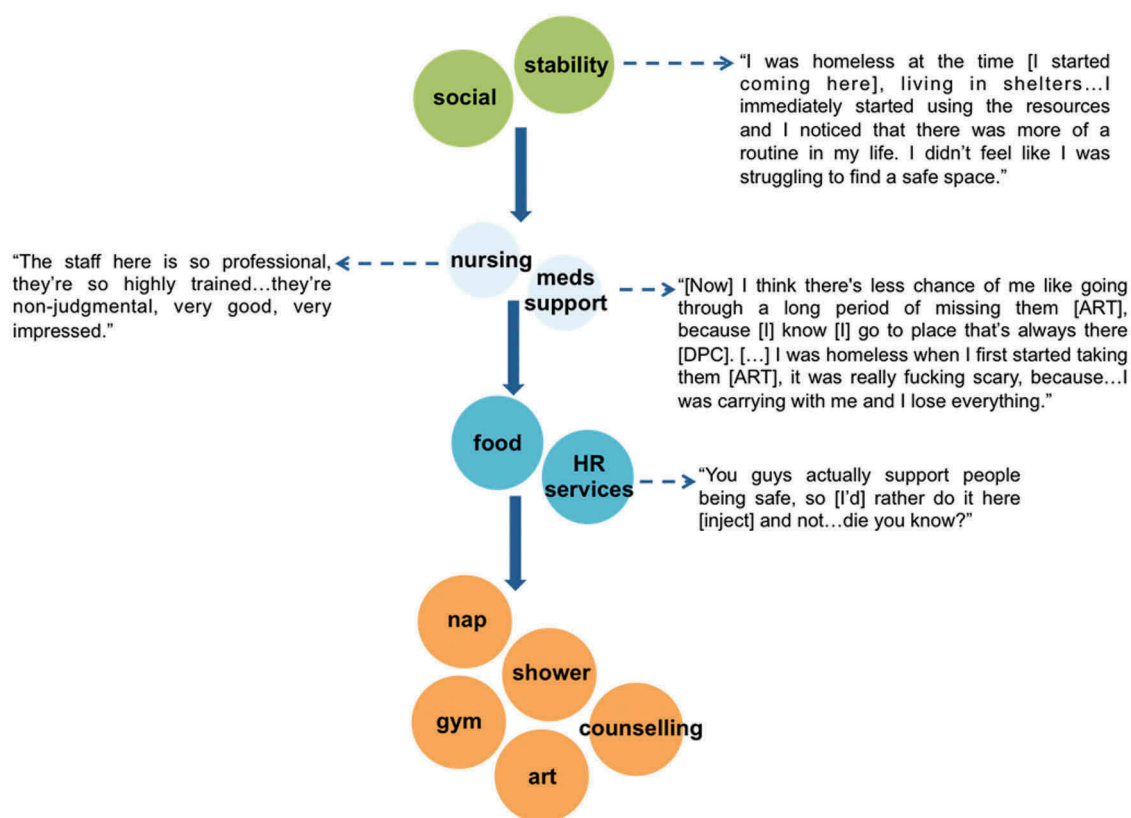 stability
social
“I was homeless at the time [I started
coming here], living in shelters…I
immediately started using the resources
and I noticed that there was more of a
routine in my life. I didn’t feel like I was
struggling to find a safe space.”
nursing
meds
support
“The staff here is so professional,
they’re so highly trained…they’re
non-judgmental, very good, very
impressed.”
“[Now] I think there's less chance of me like going
through a long period of missing them [ART],
because [I] know [I] go to place that’s always there
[DPC]. […] I was homeless when I first started taking
them [ART], it was really fucking scary, because…I
was carrying with me and I lose everything.”
food
HR
services
“You guys actually support people
being safe, so [I’d] rather do it here
[inject] and not…die you know?”
nap
shower
gym
counselling
art